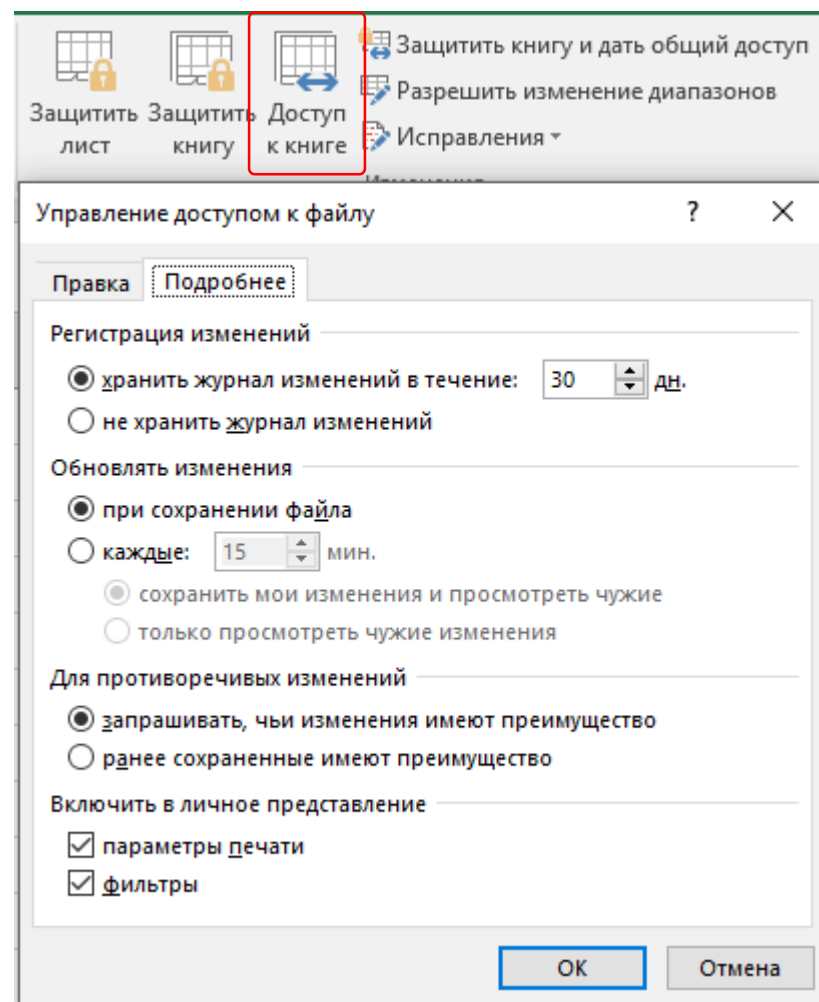 Защитить лист
Защитить книгу
Доступ к книге
Защитить книгу и дать общий доступ
Разрешить изменение диапазонов
Исправления
Управление доступом к файлу ? ×
Правка Подробнее
Регистрация изменений
хранить журнал изменений в течение: 30 дн.
не хранить журнал изменений
Обновлять изменения
при сохранении файла
каждые: 15 мин.
сохранить мои изменения и просмотреть чужие
только просмотреть чужие изменения
Для противоречивых изменений
запрашивать, чьи изменения имеют преимущество
ранее сохраненные имеют преимущество
Включить в личное представление
параметры печати
фильтры
ОК Отмена